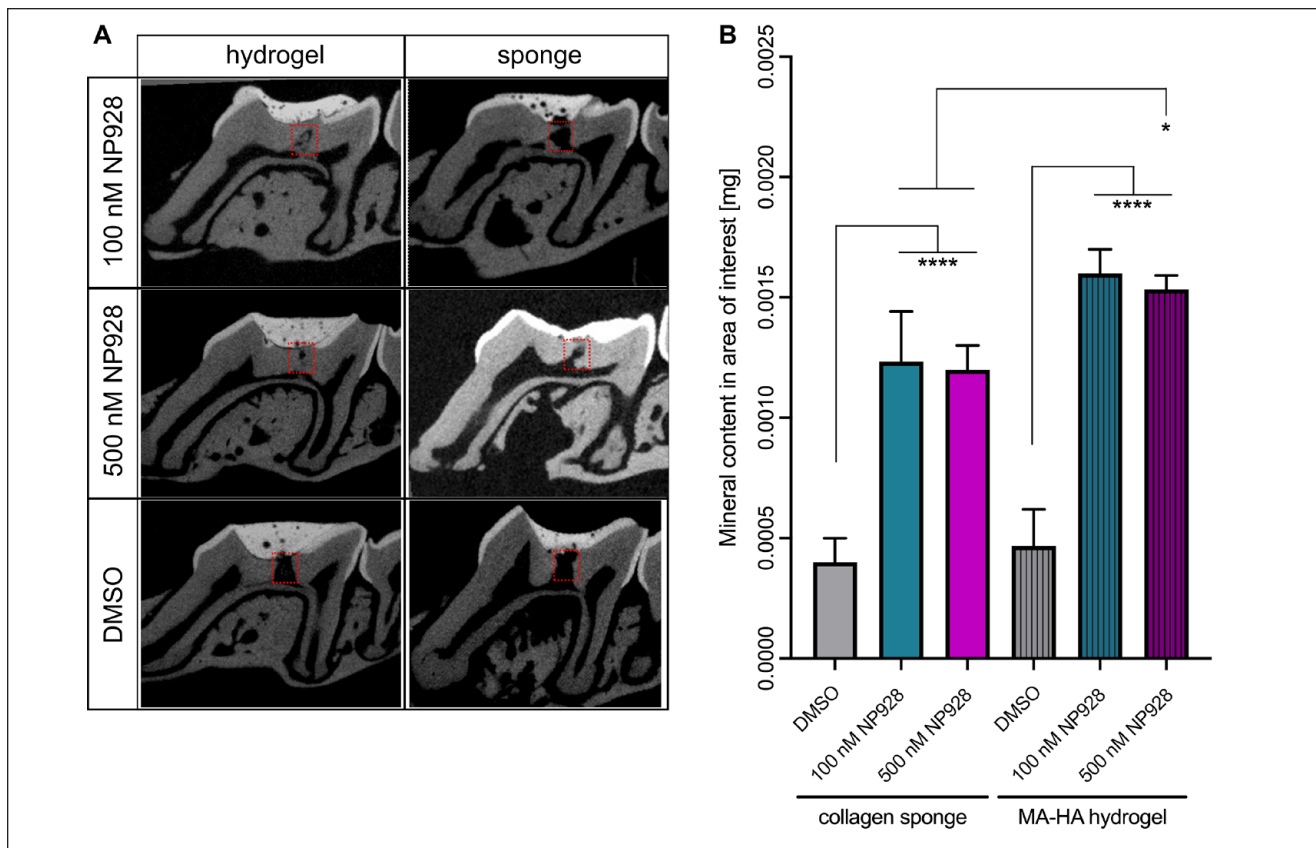 A
hydrogel
sponge
100 nM NP928
500 nM NP928
DMSO
B
Mineral content in area of interest [mg]
0.0025
0.0020
0.0015
0.0010
0.0005
0.0000
*
****
****
DMSO
100 nM NP928
500 nM NP928
DMSO
100 nM NP928
500 nM NP928
collagen sponge
MA-HA hydrogel